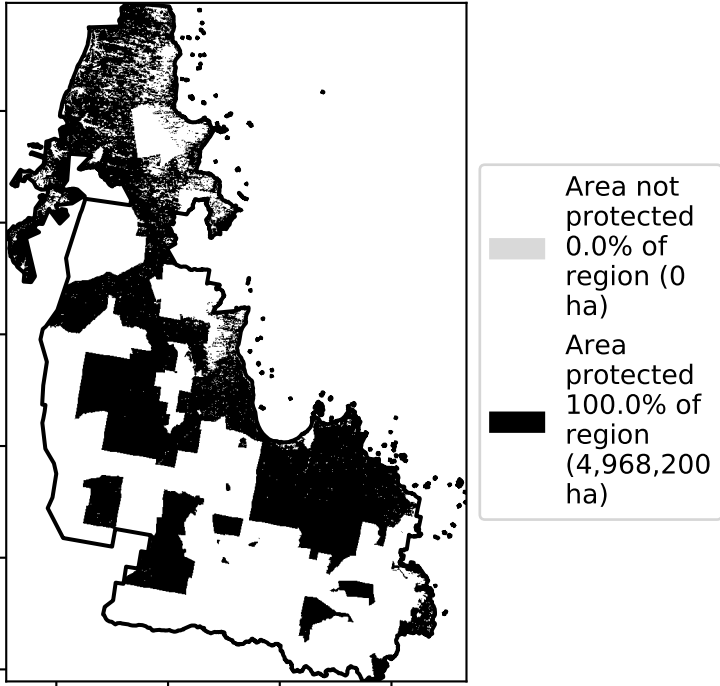 Area not
protected
0.0% of
region (0
ha)
Area
protected
100.0% of
region
(4,968,200
ha)